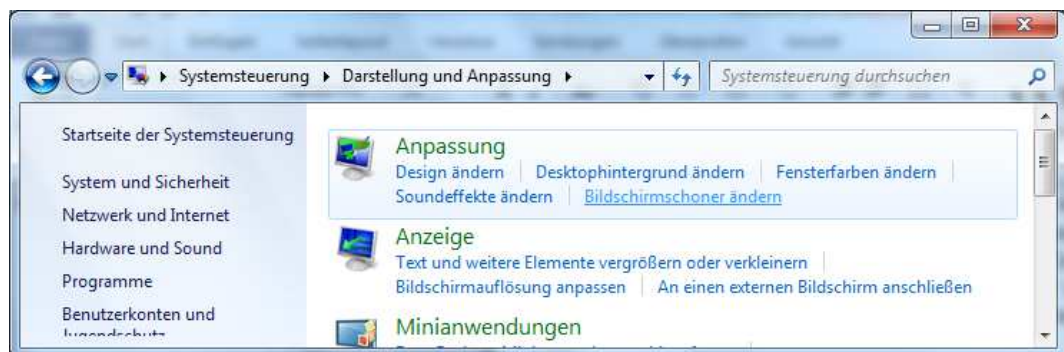 Systemsteuerung Darstellung und Anpassung
Systemsteuerung durchsuchen
Startseite der Systemsteuerung
System und Sicherheit
Netzwerk und Internet
Hardware und Sound
Programme
Benutzerkonten und
Jugendschutz
Anpassung
Design ändern Desktophintergrund ändern Fensterfarben ändern
Soundeffekte ändern Bildschirmschoner ändern
Anzeige
Text und weitere Elemente vergrößern oder verkleinern
Bildschirmauflösung anpassen An einen externen Bildschirm anschließen
Minianwendungen